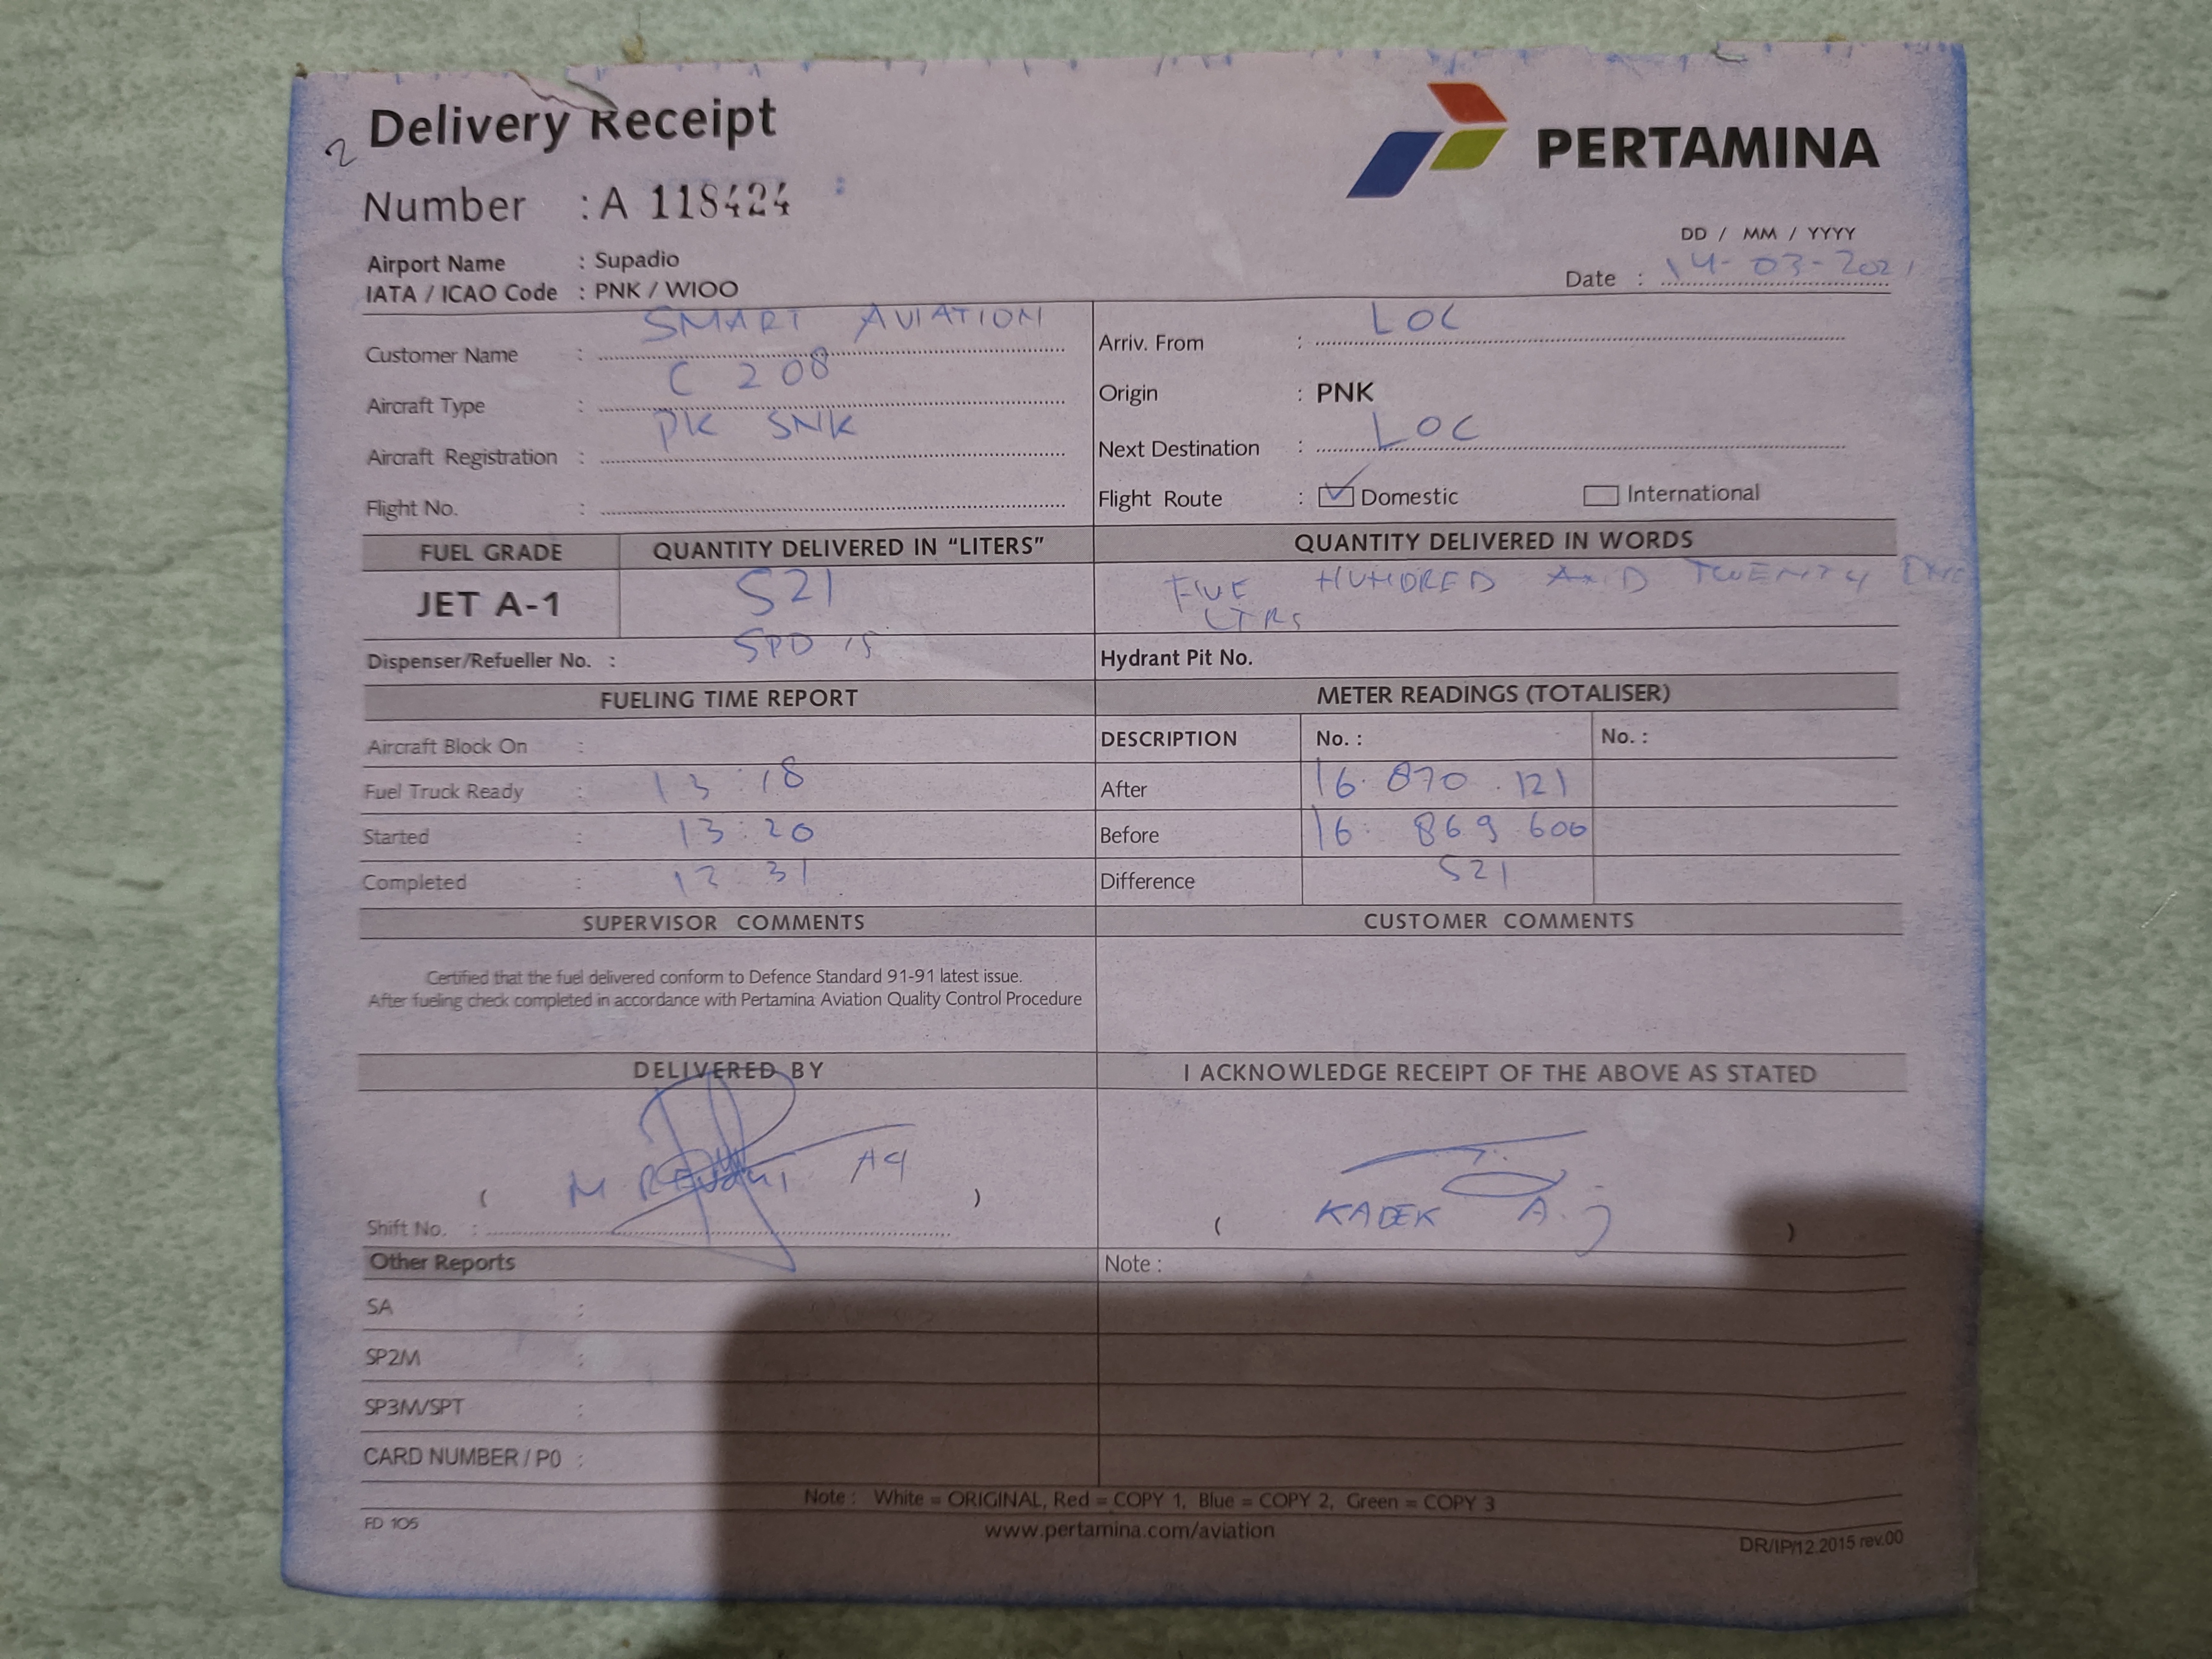 2 Delivery Receipt
PERTAMINA
Number : A 118424
DD / MM / YYYY
Airport Name : Supadio
Date : 14-03-2021
IATA / ICAO Code : PNK / WIOO
Customer Name : SMART AVIATION
Arriv. From : LOC
Aircraft Type : C 208
Origin : PNK
Aircraft Registration : PK SNK
Next Destination : LOC
Flight No. :
Flight Route : Domestic International
FUEL GRADE QUANTITY DELIVERED IN "LITERS" QUANTITY DELIVERED IN WORDS
JET A-1 521 FIVE HUNDRED AND TWENTY ONE
LTRS
Dispenser/Refueller No. : SPD 15
Hydrant Pit No.
FUELING TIME REPORT METER READINGS (TOTALISER)
Aircraft Block On :
DESCRIPTION No. : No. :
Fuel Truck Ready : 13:18
After 16.870.121
Started : 13:20
Before 16. 869 600
Completed : 13 31
Difference 521
SUPERVISOR COMMENTS CUSTOMER COMMENTS
Certified that the fuel delivered conform to Defence Standard 91-91 latest issue.
After fueling check completed in accordance with Pertamina Aviation Quality Control Procedure
DELIVERED BY I ACKNOWLEDGE RECEIPT OF THE ABOVE AS STATED
( M )
Shift No. :
( KADEK A. J )
Other Reports Note :
SA :
SP2M :
SP3M/SPT :
CARD NUMBER / P0 :
Note : White = ORIGINAL, Red = COPY 1, Blue = COPY 2, Green = COPY 3
FD 105
www.pertamina.com/aviation
DR/IP/12.2015 rev.00